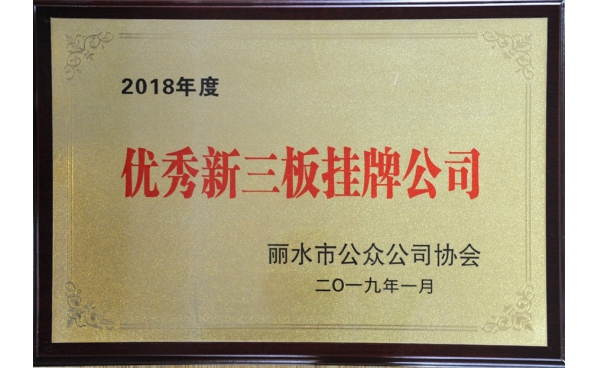 2018年度
优秀新三板挂牌公司
丽水市公众公司协会
二〇一九年一月